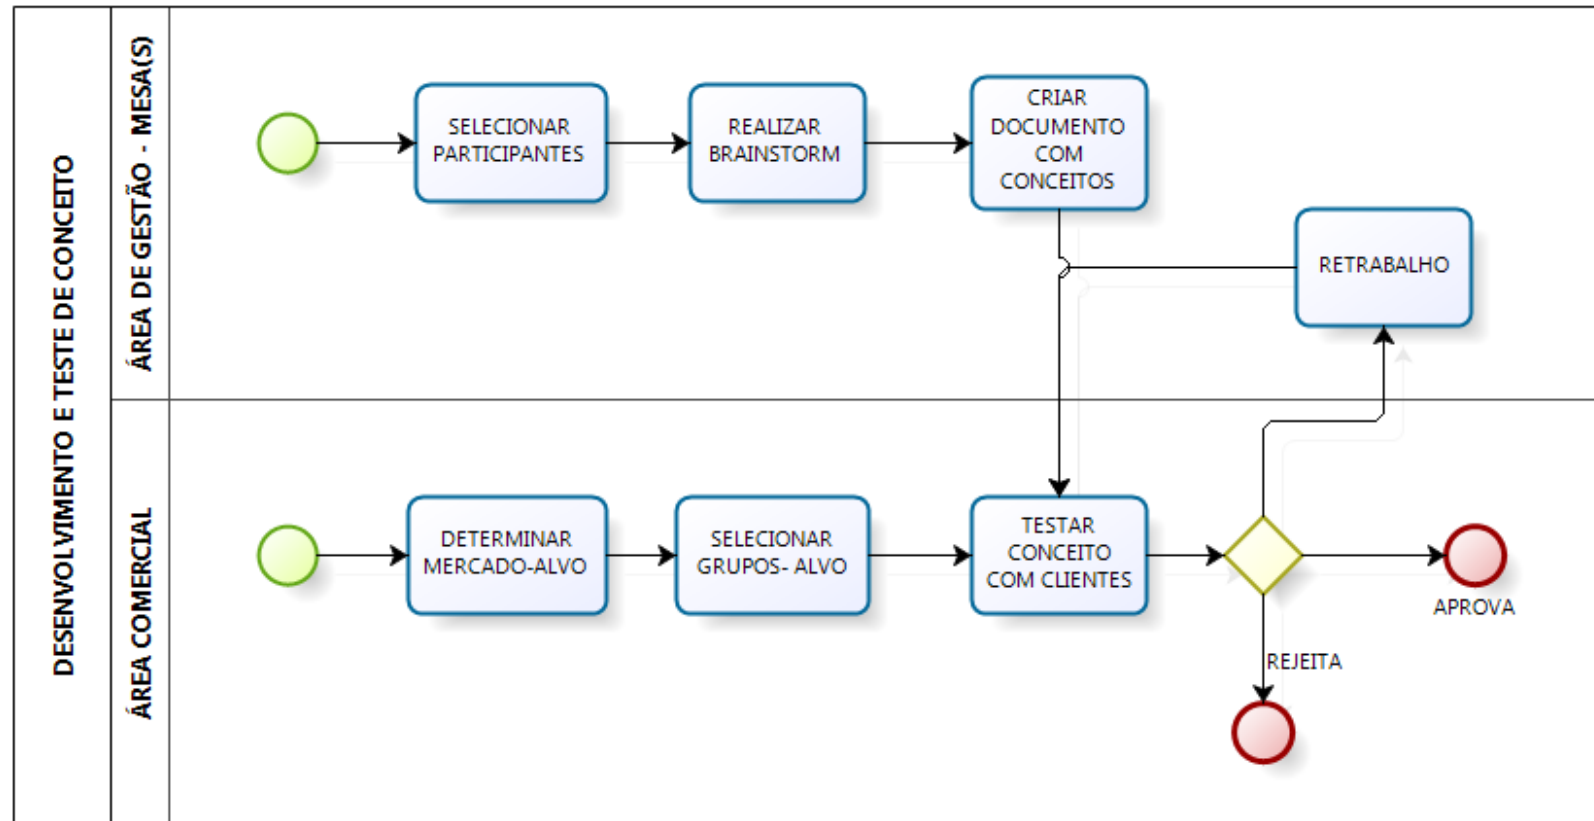 DESENVOLVIMENTO E TESTE DE CONCEITO
ÁREA DE GESTÃO - MESA(S)
SELECIONAR
PARTICIPANTES
REALIZAR
BRAINSTORM
CRIAR
DOCUMENTO
COM
CONCEITOS
RETRABALHO
ÁREA COMERCIAL
DETERMINAR
MERCADO-ALVO
SELECIONAR
GRUPOS- ALVO
TESTAR
CONCEITO
COM CLIENTES
APROVA
REJEITA